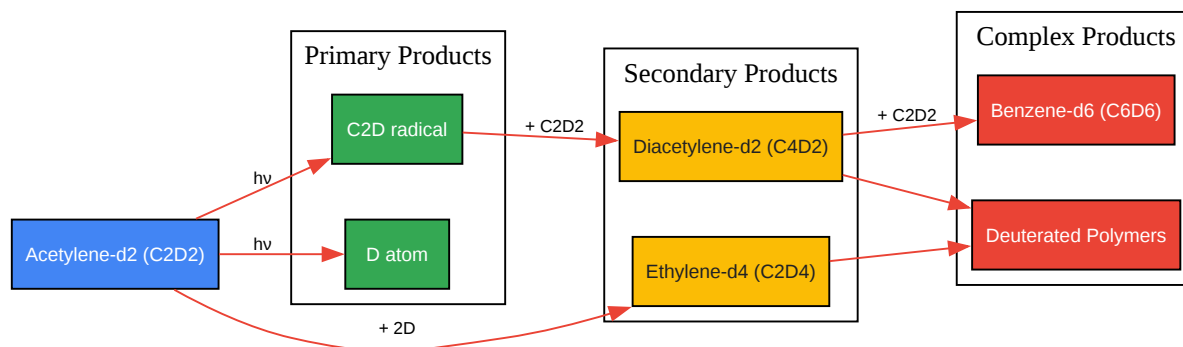 Primary Products
Secondary Products
Complex Products
C2D radical
+ C2D2
Diacetylene-d2 (C4D2)
+ C2D2
Benzene-d6 (C6D6)
hν
Acetylene-d2 (C2D2)
hν
D atom
Ethylene-d4 (C2D4)
Deuterated Polymers
+ 2D